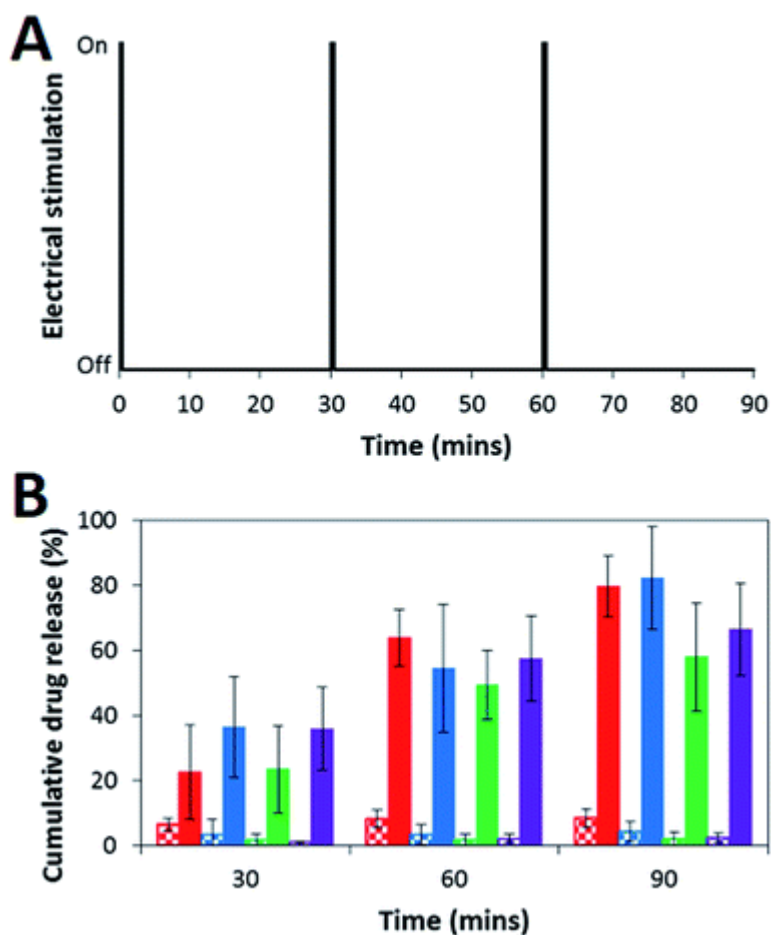 A
On
Electrical stimulation
Off
0 10 20 30 40 50 60 70 80 90
Time (mins)
B
100
80
60
40
20
0
Cumulative drug release (%)
30 60 90
Time (mins)